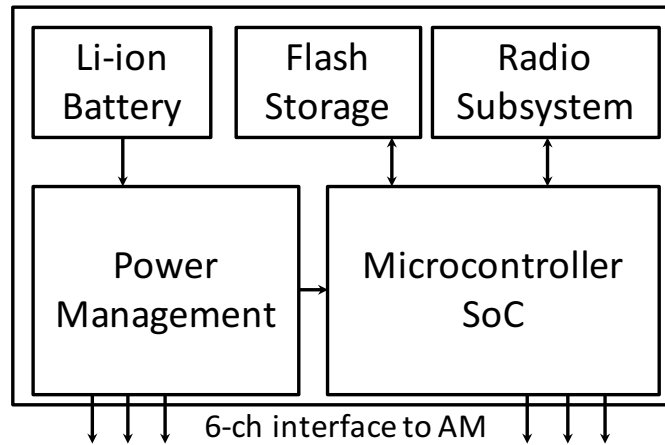 Li-ion
Battery
Flash
Storage
Radio
Subsystem
Power
Management
Microcontroller
SoC
6-ch interface to AM